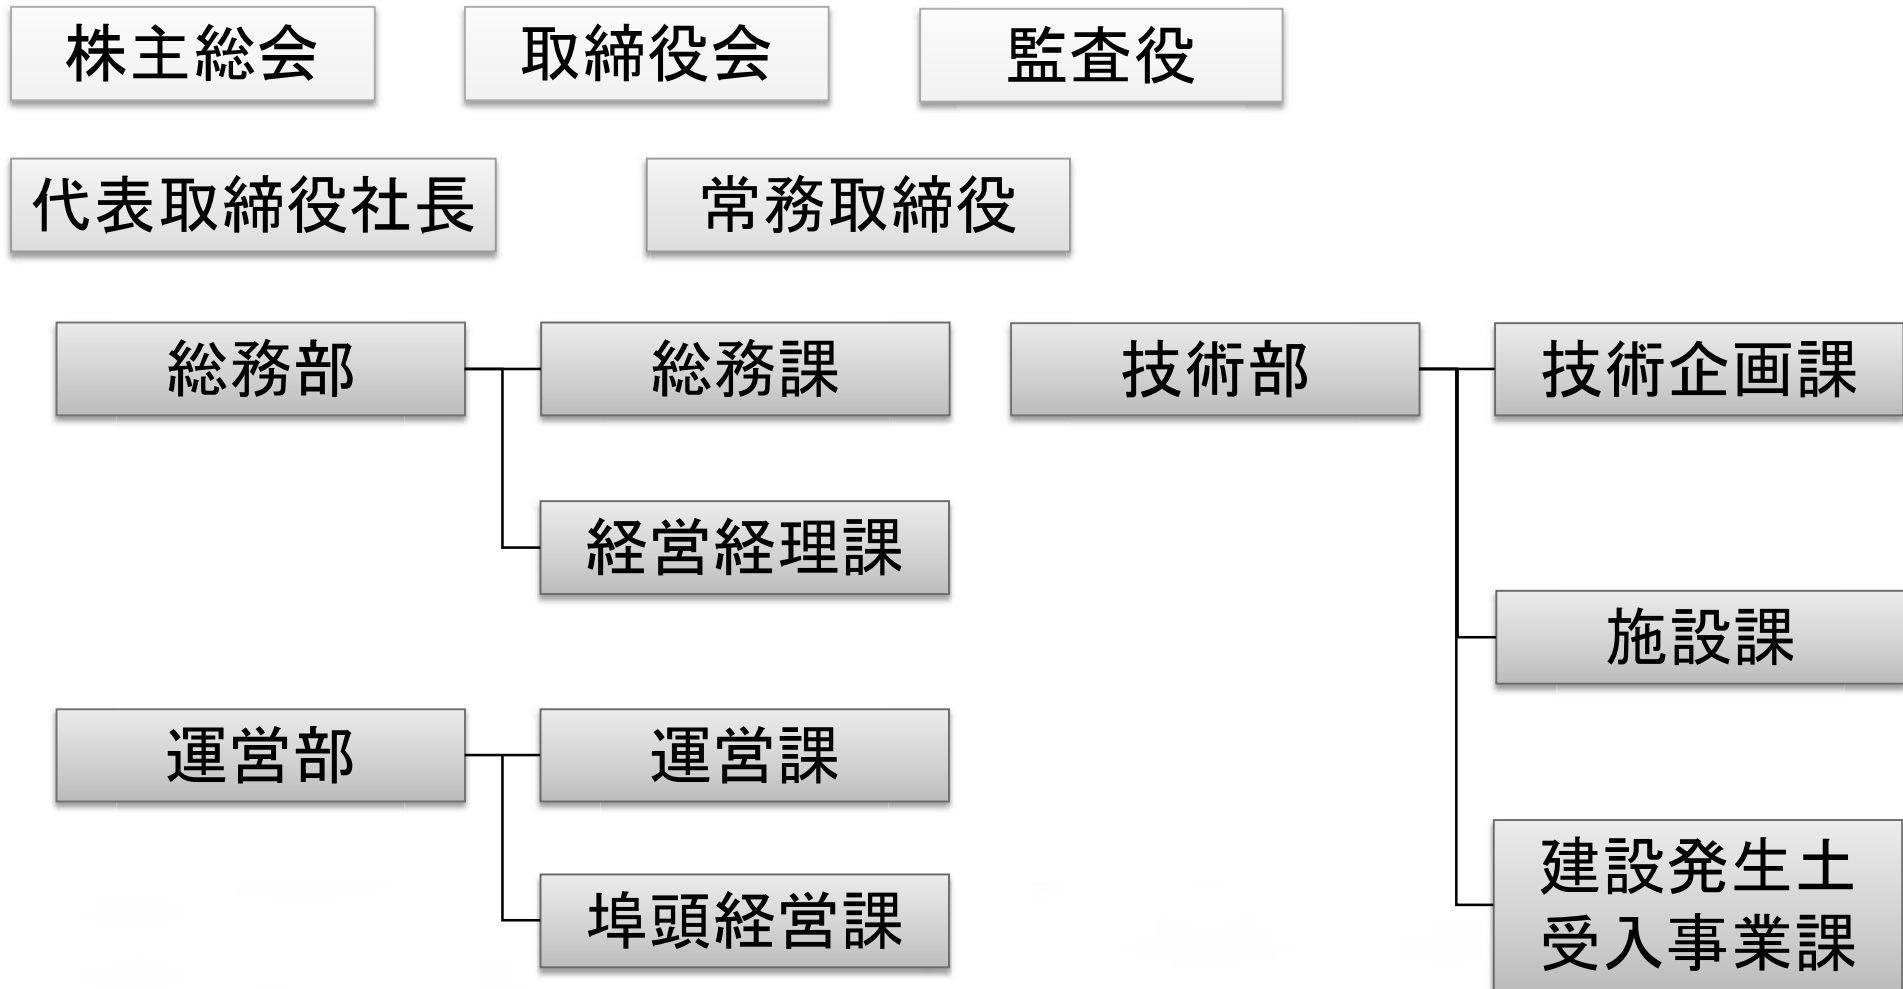 株主総会
取締役会
監査役
代表取締役社長
常務取締役
総務部
総務課
経営経理課
運営部
運営課
埠頭経営課
技術部
技術企画課
施設課
建設発生土
受入事業課